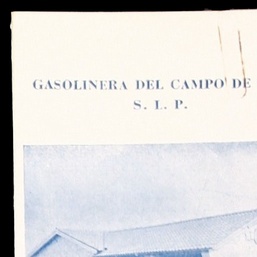 GASOLINERA DEL CAMPO DE
S. L. P.